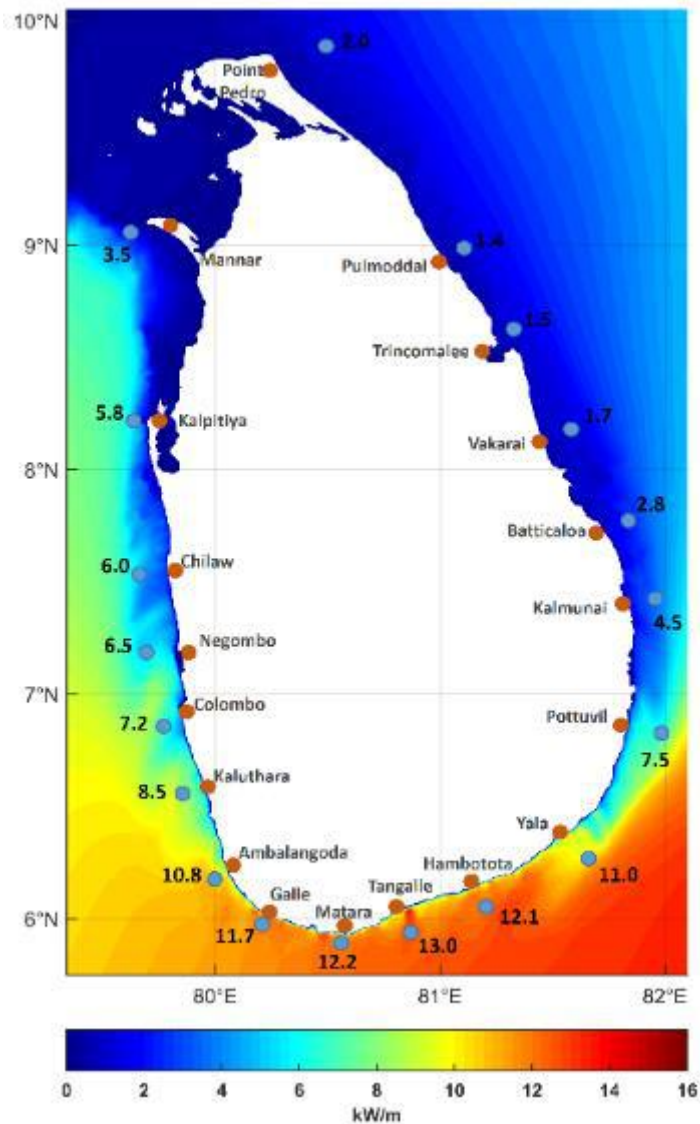 10°N
2.0
Point
Pedro
9°N
3.5
Mannar
1.4
Pulmoddai
1.5
Trincomalee
5.8
Kalpitiya
1.7
Vakarai
8°N
2.8
Batticaloa
6.0
Chilaw
4.5
Kalmunai
6.5
Negombo
7°N
Colombo
7.2
Pottuvil
7.5
Kaluthara
8.5
Yala
Ambalangoda
10.8
Hambotota
11.0
Galle
Tangalle
6°N
Matara
11.7
12.1
12.2
13.0
80°E
81°E
82°E
0 2 4 6 8 10 12 14 16
kW/m